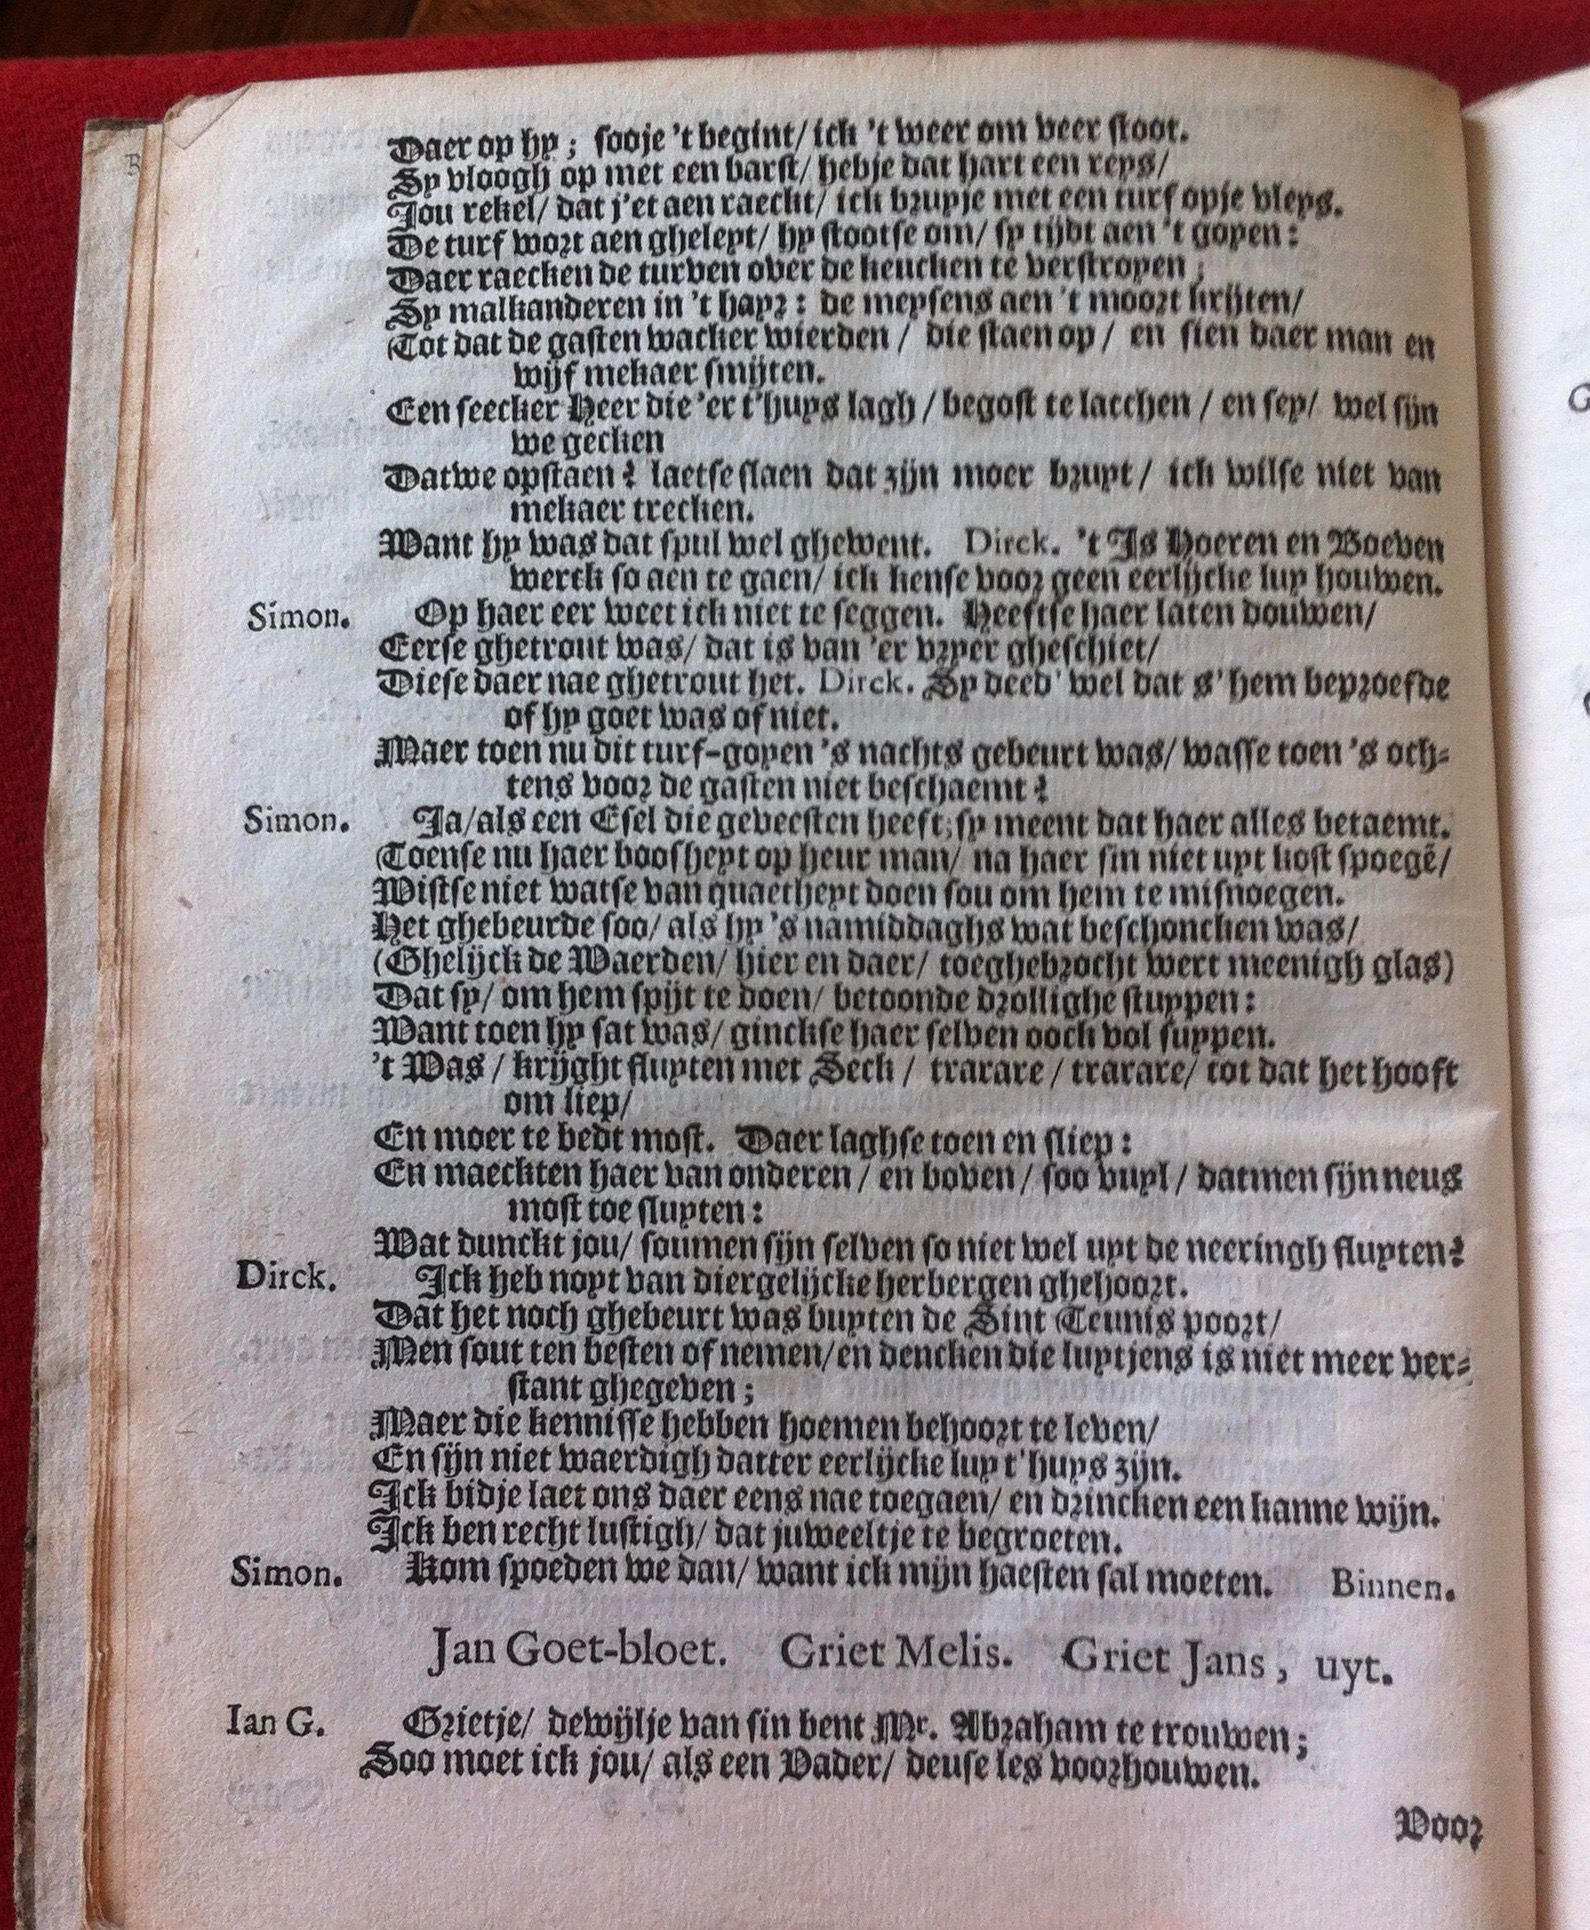 Daer op hy; sooje 't begint/ ick 't weer om veer stoot.
Sy vloogh op met een barst/ hebje dat hart een reys/
Jou rekel/ dat j'et aen raeckt/ ick bruyje met een turf opje vleys.
De turf wort aen gheleyt/ hy stootse om/ sy tijdt aen 't goyen:
Daer raecken de turven over de keucken te verstroyen;
Sy malkanderen in 't hayr: de meysens aen 't moort krijten/
Tot dat de gasten wacker wierden/ die staen op/ en sien daer man en
wijf mekaer smijten.
Een seecker Heer die 'er t'huys lagh/ begost te lacchen/ en sey/ wel sijn
we gecken
Datwe opstaen? laetse slaen dat zijn moer bruyt/ ick wilse niet van
mekaer trecken.
Want hy was dat spul wel ghewent. Dirck. 't Is Hoeren en Boeven
werck so aen te gaen/ ick kense voor geen eerlijcke luy houwen.
Simon. Op haer eer weet ick niet te seggen. Heeftse haer laten douwen/
Eerse ghetrout was/ dat is van 'er vryer gheschiet/
Diese daer nae ghetrout het. Dirck. Sy deed' wel dat s' hem beproefde
of hy goet was of niet.
Maer toen nu dit turf-goyen 's nachts gebeurt was/ wasse toen 's och-
tens voor de gasten niet beschaemt?
Simon. Ja/ als een Esel die geveesten heeft; sy meent dat haer alles betaemt.
Toense nu haer boosheyt op heur man/ na haer sin niet uyt kost spoegẽ/
Wistse niet watse van quaetheyt doen sou om hem te misnoegen.
Het ghebeurde soo/ als hy 's namiddaghs wat beschoncken was/
(Ghelijck de Waerden/ hier en daer/ toeghebrocht wert meenigh glas)
Dat sy/ om hem spijt te doen/ betoonde drollighe stuypen:
Want toen hy sat was/ ginckse haer selven oock vol suypen.
't Was/ krijght fluyten met Seck/ trarare/ trarare/ tot dat het hooft
om liep/
En moer te bedt most. Daer laghse toen en sliep:
En maeckten haer van onderen/ en boven/ soo vuyl/ datmen sijn neus
most toe sluyten:
Wat dunckt jou/ soumen sijn selven so niet wel uyt de neeringh fluyten?
Dirck. Ick heb noyt van diergelijcke herbergen ghehoort.
Dat het noch ghebeurt was buyten de Sint Teunis poort/
Men sout ten besten of nemen/ en dencken die luytjens is niet meer ver-
stant ghegeven;
Maer die kennisse hebben hoemen behoort te leven/
En sijn niet waerdigh datter eerlijcke luy t'huys zijn.
Ick bidje laet ons daer eens nae toegaen/ en drincken een kanne wijn.
Ick ben recht lustigh/ dat juweeltje te begroeten.
Simon. Kom spoeden we dan/ want ick mijn haesten sal moeten. Binnen.
Jan Goet-bloet. Griet Melis. Griet Jans, uyt.
Ian G. Grietje/ dewijlje van sin bent Mr. Abraham te trouwen;
Soo moet ick jou/ als een Vader/ deuse les voorhouwen.
Voor